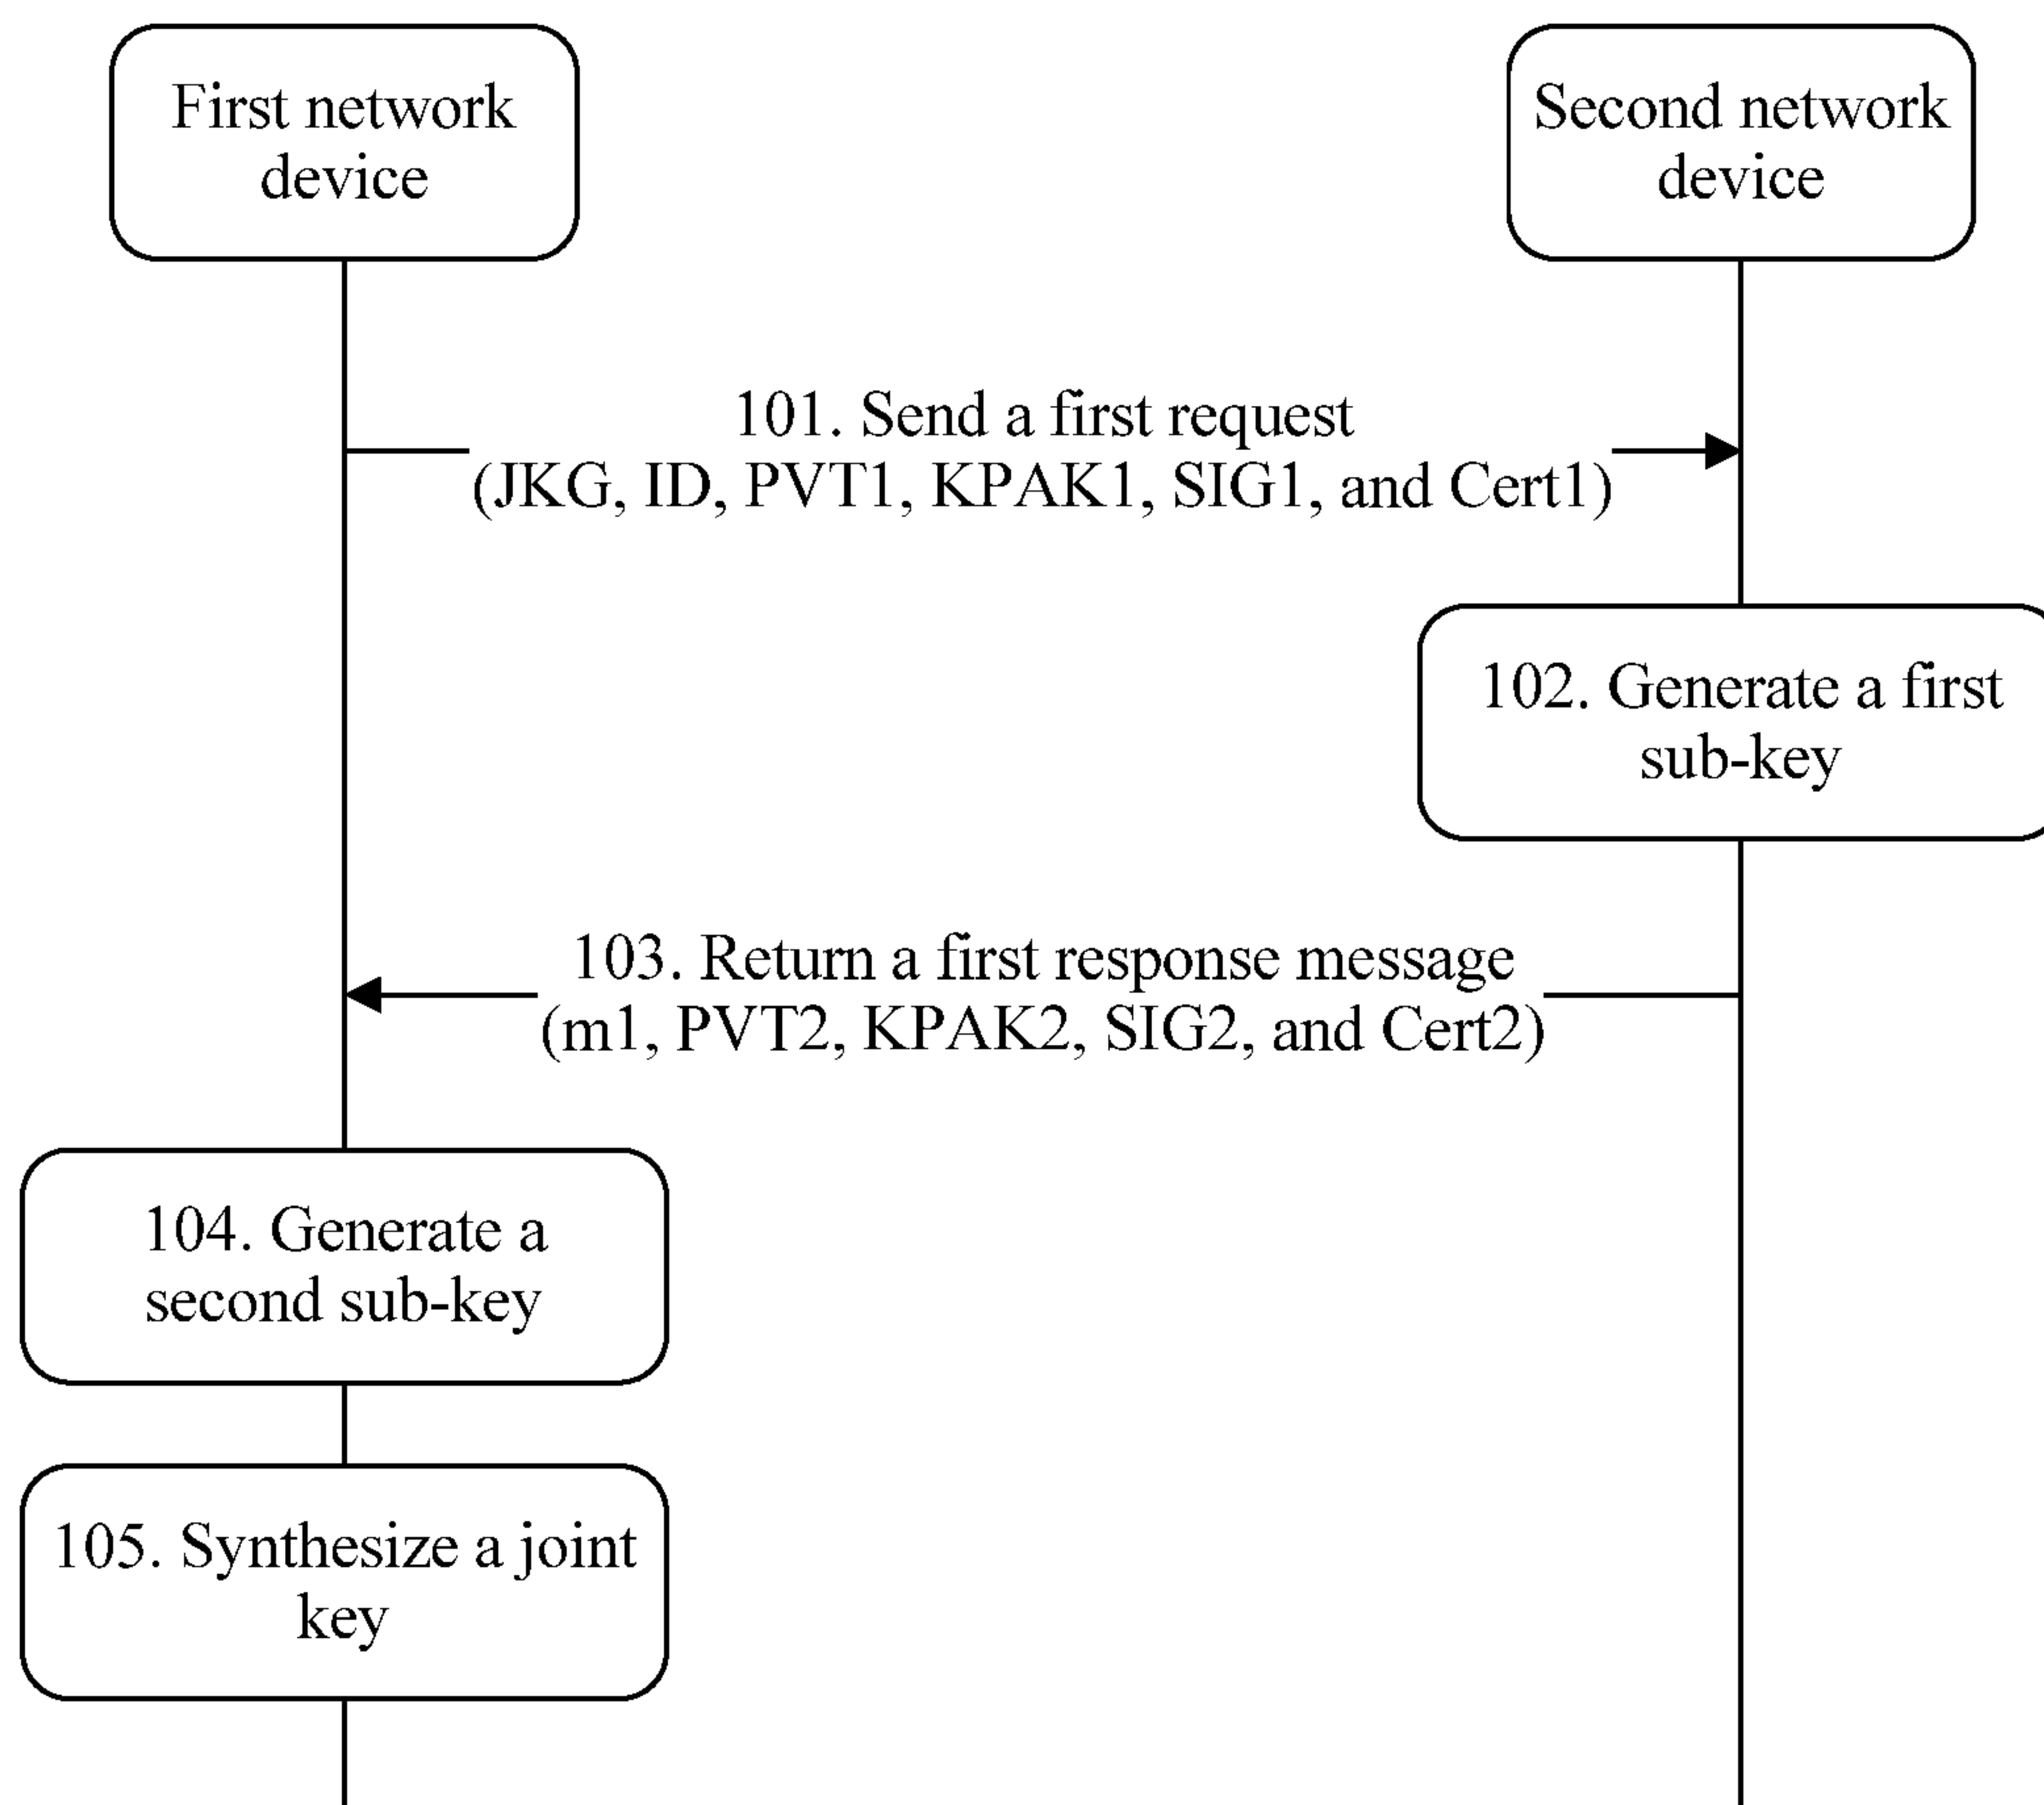 First network
device
Second network
device
101. Send a first request
(JKG, ID, PVT1, KPAK1, SIG1, and Cert1)
102. Generate a first
sub-key
103. Return a first response message
(m1, PVT2, KPAK2, SIG2, and Cert2)
104. Generate a
second sub-key
105. Synthesize a joint
key